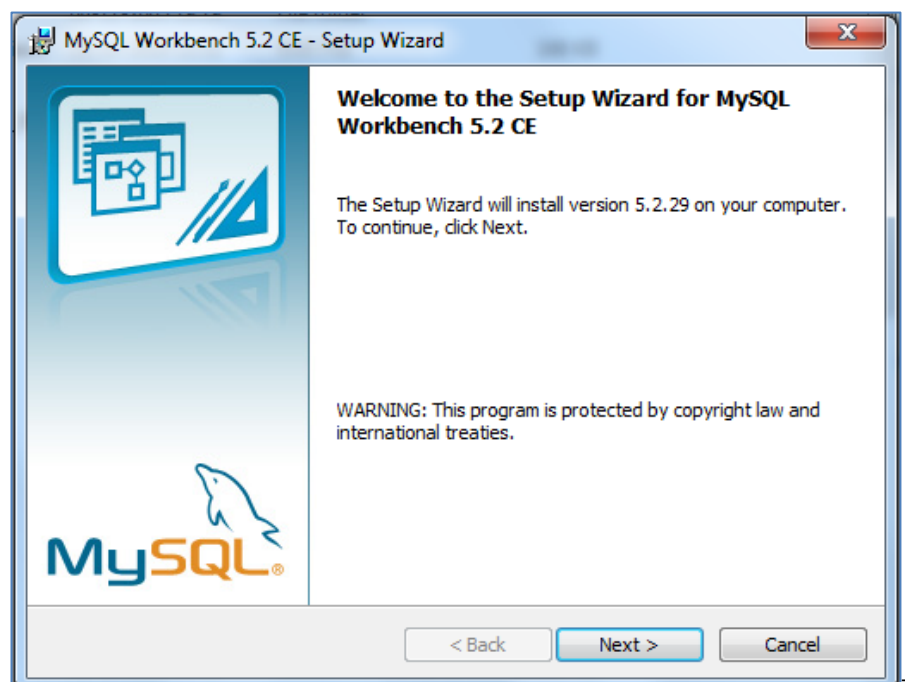 MySQL Workbench 5.2 CE - Setup Wizard
Welcome to the Setup Wizard for MySQL
Workbench 5.2 CE
The Setup Wizard will install version 5.2.29 on your computer.
To continue, click Next.
WARNING: This program is protected by copyright law and
international treaties.
MySQL®
< Back Next > Cancel